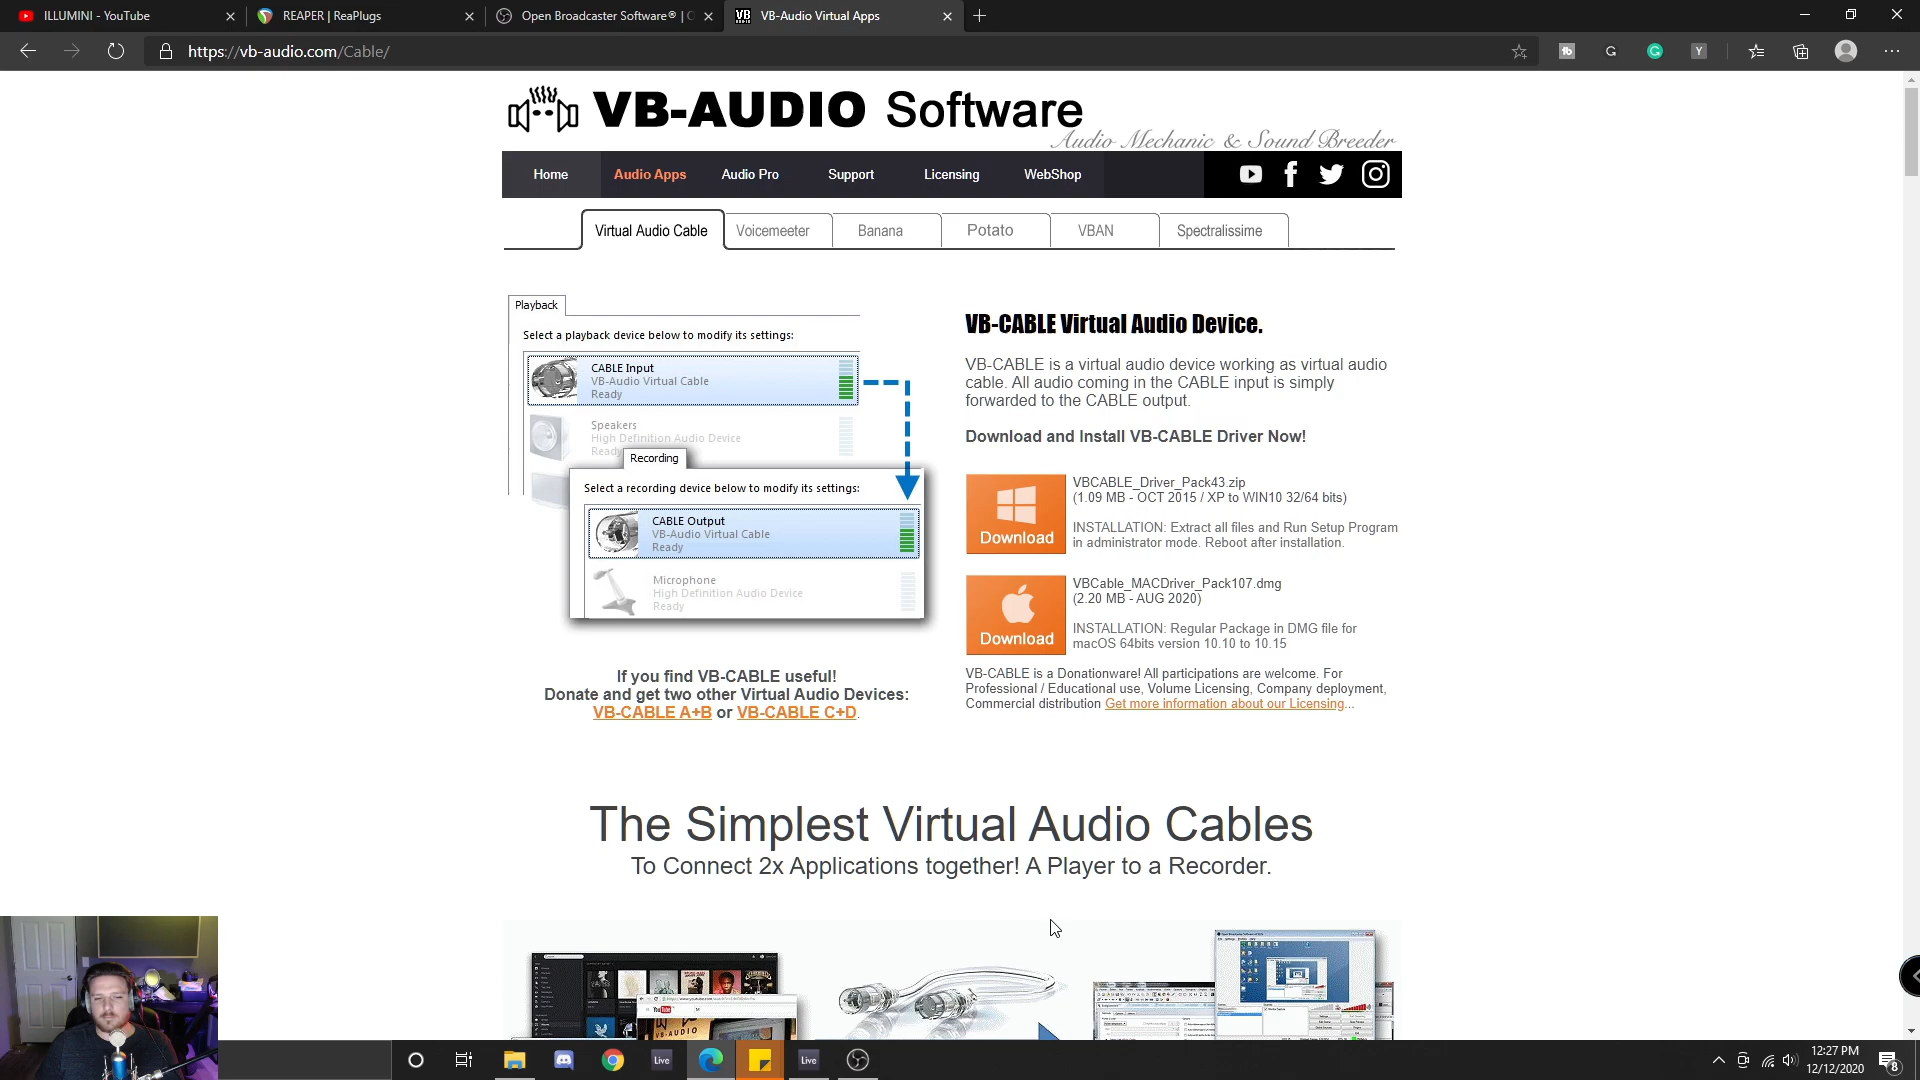 ILLUMINI - YouTube
REAPER | ReaPlugs
Open Broadcaster Software® | O
VB-Audio Virtual Apps
https://vb-audio.com/Cable/
VB-AUDIO Software
Audio Mechanic & Sound Breeder
Home
Audio Apps
Audio Pro
Support
Licensing
WebShop
Virtual Audio Cable
Voicemeeter
Banana
Potato
VBAN
Spectralissime
Playback
Select a playback device below to modify its settings:
CABLE Input
VB-Audio Virtual Cable
Ready
Speakers
High Definition Audio Device
Ready
Recording
Select a recording device below to modify its settings:
CABLE Output
VB-Audio Virtual Cable
Ready
Microphone
High Definition Audio Device
Ready
If you find VB-CABLE useful!
Donate and get two other Virtual Audio Devices:
VB-CABLE A+B or VB-CABLE C+D.
VB-CABLE Virtual Audio Device.
VB-CABLE is a virtual audio device working as virtual audio
cable. All audio coming in the CABLE input is simply
forwarded to the CABLE output.
Download and Install VB-CABLE Driver Now!
Download
VBCABLE_Driver_Pack43.zip
(1.09 MB - OCT 2015 / XP to WIN10 32/64 bits)
INSTALLATION: Extract all files and Run Setup Program
in administrator mode. Reboot after installation.
Download
VBCable_MACDriver_Pack107.dmg
(2.20 MB - AUG 2020)
INSTALLATION: Regular Package in DMG file for
macOS 64bits version 10.10 to 10.15
VB-CABLE is a Donationware! All participations are welcome. For
Professional / Educational use, Volume Licensing, Company deployment,
Commercial distribution Get more information about our Licensing...
The Simplest Virtual Audio Cables
To Connect 2x Applications together! A Player to a Recorder.
YouTube
VB-AUDIO
Live
Live
12:27 PM
12/12/2020
8